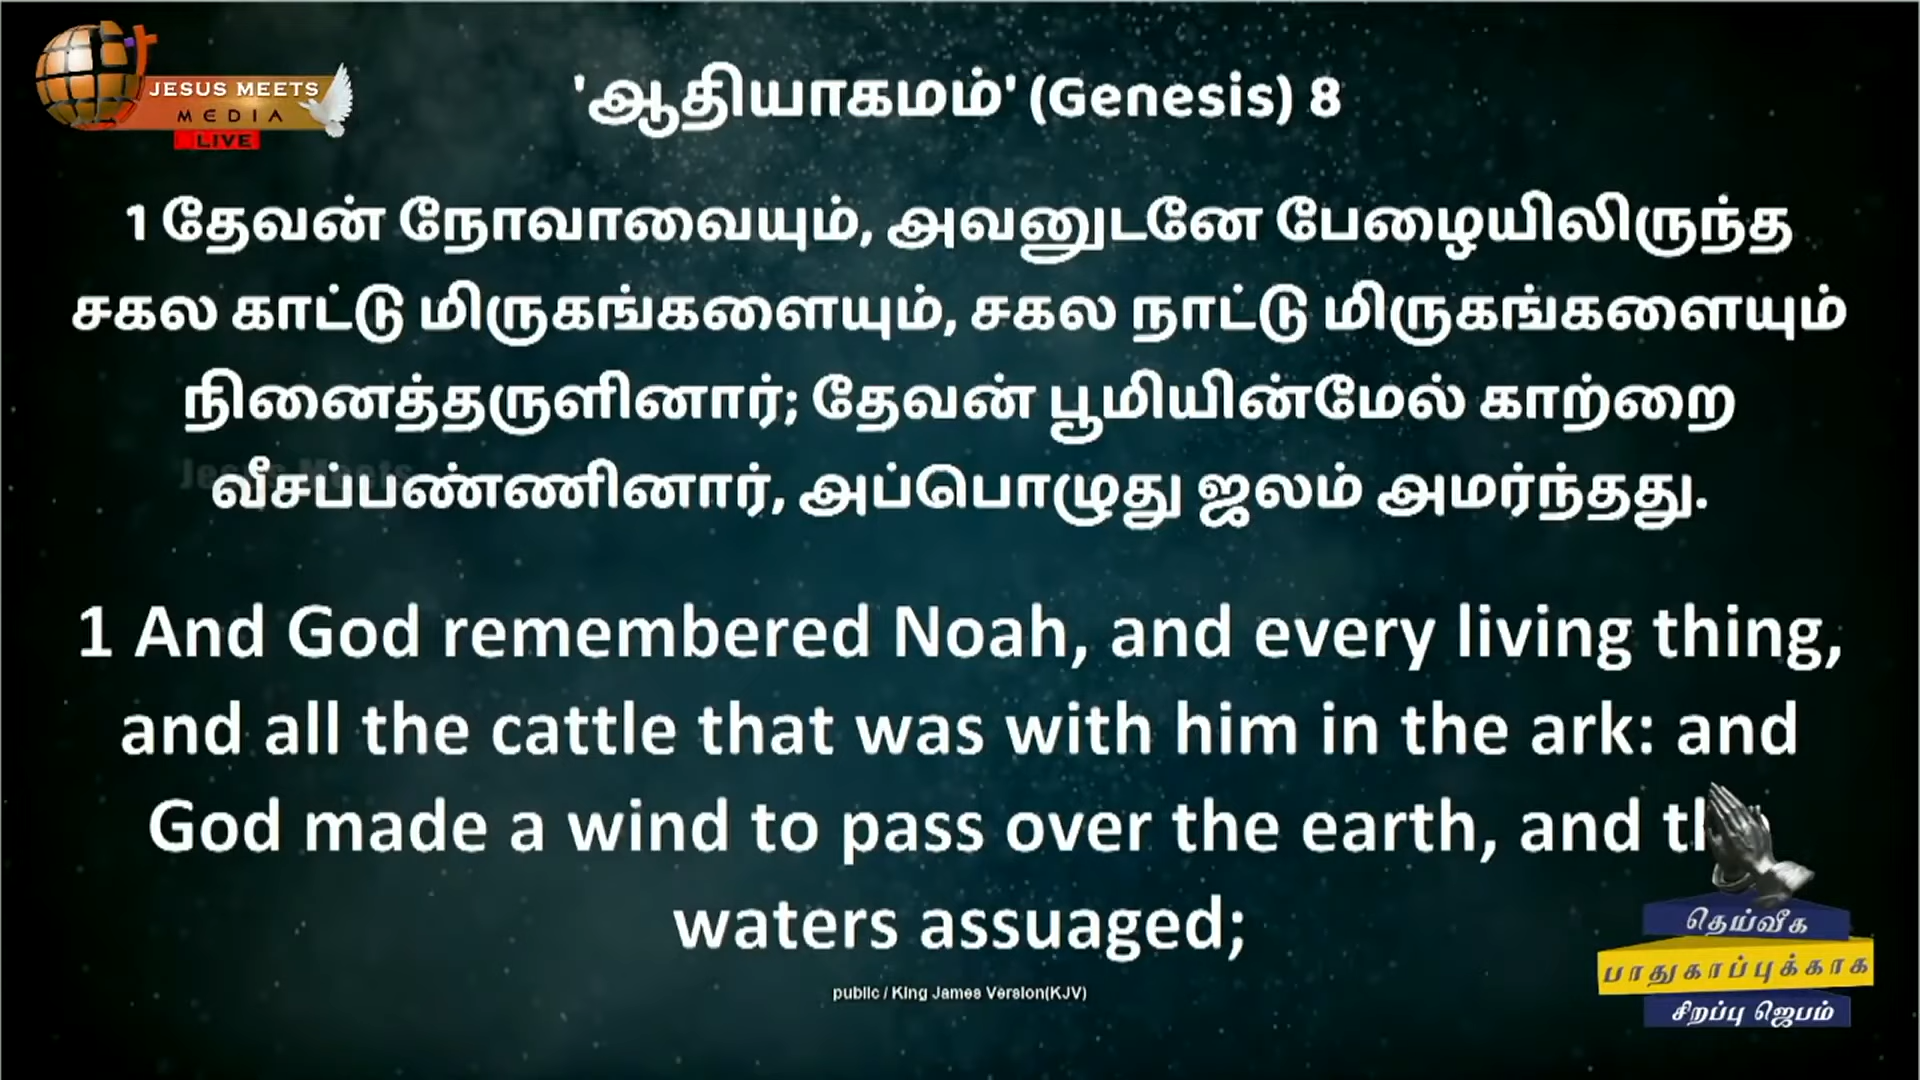 JESUS MEETS
MEDIA
LIVE
'ஆதியாகமம்' (Genesis) 8
1 தேவன் நோவாவையும், அவனுடனே பேழையிலிருந்த
சகல காட்டு மிருகங்களையும், சகல நாட்டு மிருகங்களையும்
நினைத்தருளினார்; தேவன் பூமியின்மேல் காற்றை
Jesus Meets
வீசப்பண்ணினார், அப்பொழுது ஜலம் அமர்ந்தது.
1 And God remembered Noah, and every living thing,
and all the cattle that was with him in the ark: and
God made a wind to pass over the earth, and the
waters assuaged;
public / King James Version(KJV)
தெய்வீக
பாதுகாப்புக்காக
சிறப்பு ஜெபம்